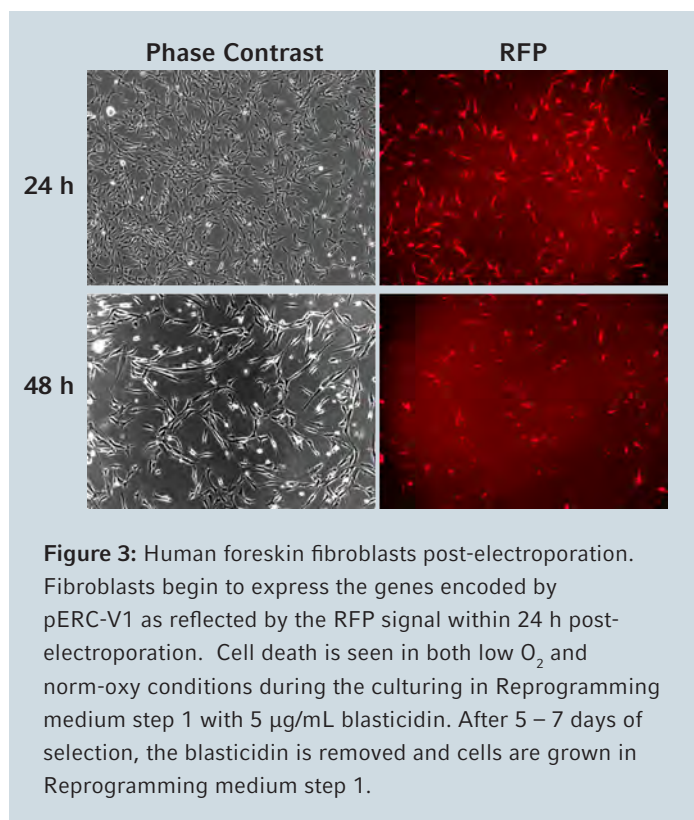 Phase Contrast RFP
24 h
48 h
Figure 3: Human foreskin fibroblasts post-electroporation.
Fibroblasts begin to express the genes encoded by
pERC-V1 as reflected by the RFP signal within 24 h post-
electroporation. Cell death is seen in both low O₂ and
norm-oxy conditions during the culturing in Reprogramming
medium step 1 with 5 µg/mL blasticidin. After 5 – 7 days of
selection, the blasticidin is removed and cells are grown in
Reprogramming medium step 1.